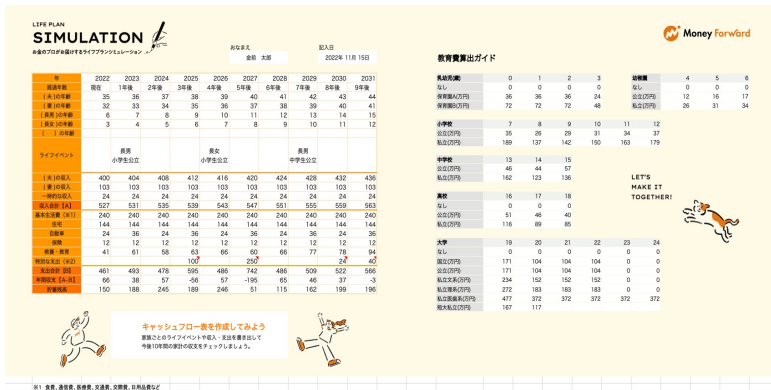 LIFE PLAN
SIMULATION
お金のプロがお届けするライフプランシミュレーション
おなまえ 記入日
金前 太郎 2022年 11月 15日
Money Forward
年 2022 2023 2024 2025 2026 2027 2028 2029 2030 2031
経過年数 現在 1年後 2年後 3年後 4年後 5年後 6年後 7年後 8年後 9年後
(夫)の年齢 35 36 37 38 39 40 41 42 43 44
(妻)の年齢 32 33 34 35 36 37 38 39 40 41
(長男)の年齢 6 7 8 9 10 11 12 13 14 15
(長女)の年齢 3 4 5 6 7 8 9 10 11 12
( )の年齢
ライフイベント 長男 小学生公立 長女 小学生公立 長男 中学生公立
(夫)の収入 400 404 408 412 416 420 424 428 432 436
(妻)の収入 103 103 103 103 103 103 103 103 103 103
一時的な収入 24 24 24 24 24 24 24 24 24 24
収入合計【A】 527 531 535 539 543 547 551 555 559 563
基本生活費(※1) 240 240 240 240 240 240 240 240 240 240
住宅 144 144 144 144 144 144 144 144 144 144
自動車 24 36 24 36 24 36 24 36 24 36
保険 12 12 12 12 12 12 12 12 12 12
教養・教育 41 61 58 63 66 60 66 77 78 94
特別な支出(※2) 100 250 24 40
支出合計【B】 461 493 478 595 486 742 486 509 522 566
年間収支【A-B】 66 38 57 -56 57 -195 65 46 37 -3
貯蓄残高 150 188 245 189 246 51 115 162 199 196
キャッシュフロー表を作成してみよう
家族ごとのライフイベントや収入・支出を書き出して
今後10年間の家計の収支をチェックしましょう。
※1 食費,通信費,医療費,交通費,交際費,日用品費など
教育費算出ガイド
乳幼児(歳) 0 1 2 3
なし 0 0 0 0
保育園A(万円) 36 36 36 24
保育園B(万円) 72 72 72 48
幼稚園 4 5 6
なし 0 0 0
公立(万円) 12 16 17
私立(万円) 26 31 34
小学校 7 8 9 10 11 12
公立(万円) 35 26 29 31 34 37
私立(万円) 189 137 142 150 163 179
中学校 13 14 15
公立(万円) 46 44 57
私立(万円) 162 123 136
高校 16 17 18
なし 0 0 0
公立(万円) 51 46 40
私立(万円) 116 89 85
LET'S
MAKE IT
TOGETHER!
大学 19 20 21 22 23 24
なし 0 0 0 0 0 0
国立(万円) 171 104 104 104 0 0
公立(万円) 171 104 104 104 0 0
私立文系(万円) 234 152 152 152 0 0
私立理系(万円) 272 183 183 183 0 0
私立医歯系(万円) 477 372 372 372 372 372
短大私立(万円) 167 117